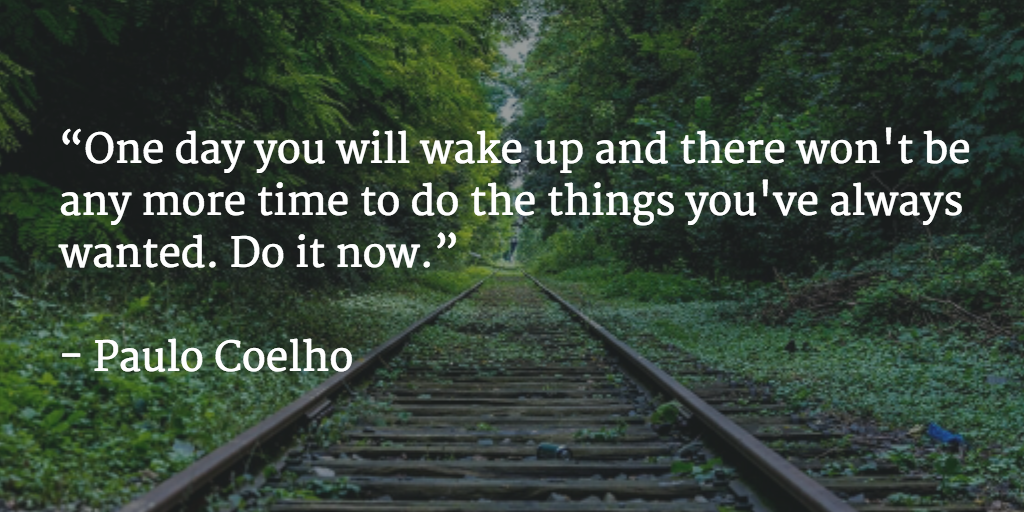 “One day you will wake up and there won't be
any more time to do the things you've always
wanted. Do it now.”
– Paulo Coelho